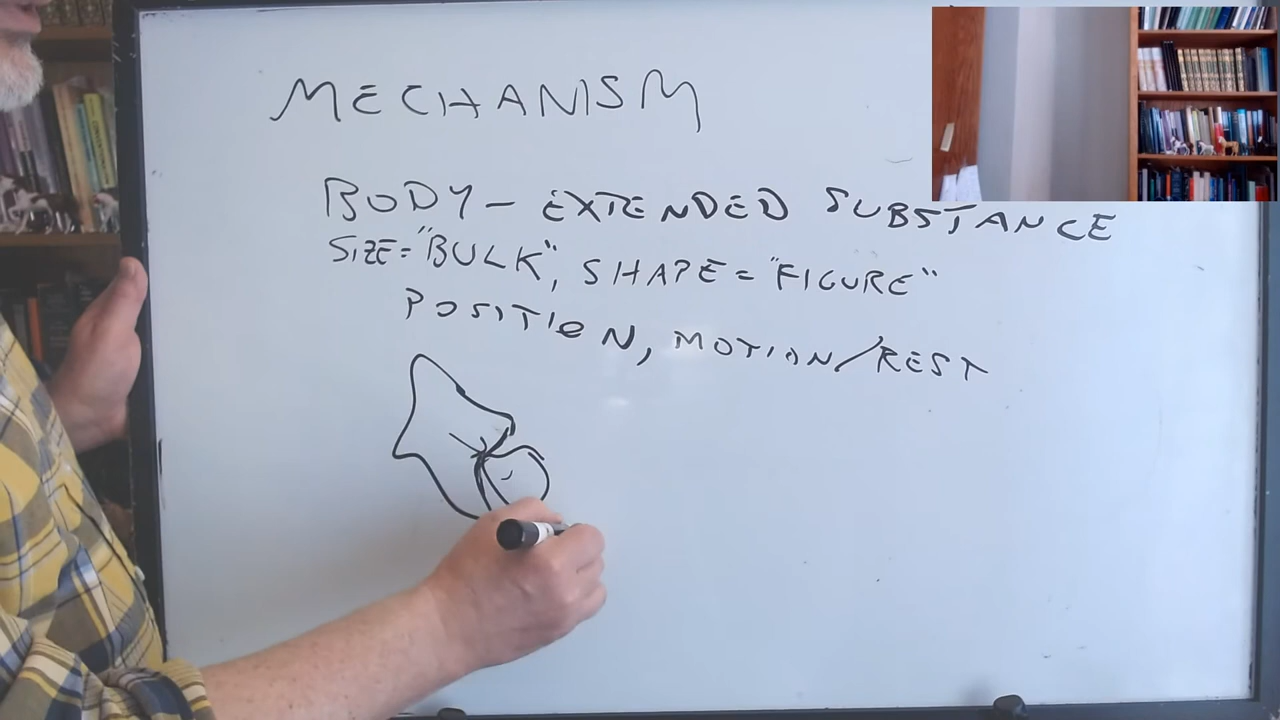 MECHANISM
BODY – EXTENDED SUBSTANCE
SIZE = "BULK", SHAPE = "FIGURE"
POSITION, MOTION/REST